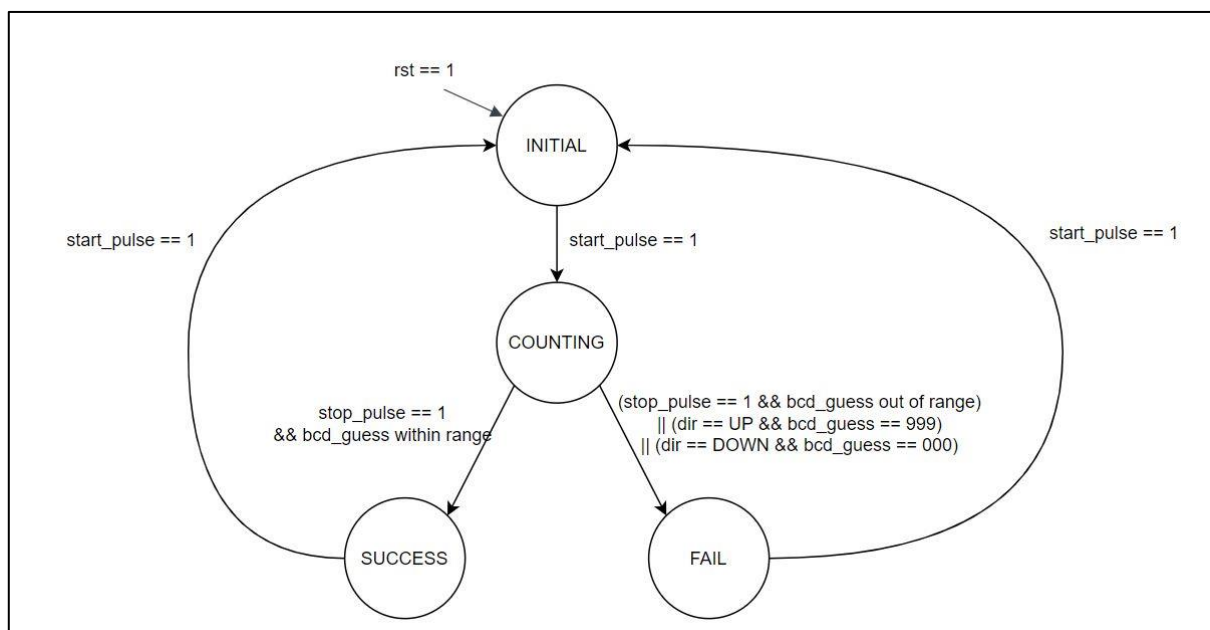 rst == 1
INITIAL
start_pulse == 1
start_pulse == 1
start_pulse == 1
COUNTING
stop_pulse == 1
&& bcd_guess within range
(stop_pulse == 1 && bcd_guess out of range)
|| (dir == UP && bcd_guess == 999)
|| (dir == DOWN && bcd_guess == 000)
SUCCESS
FAIL